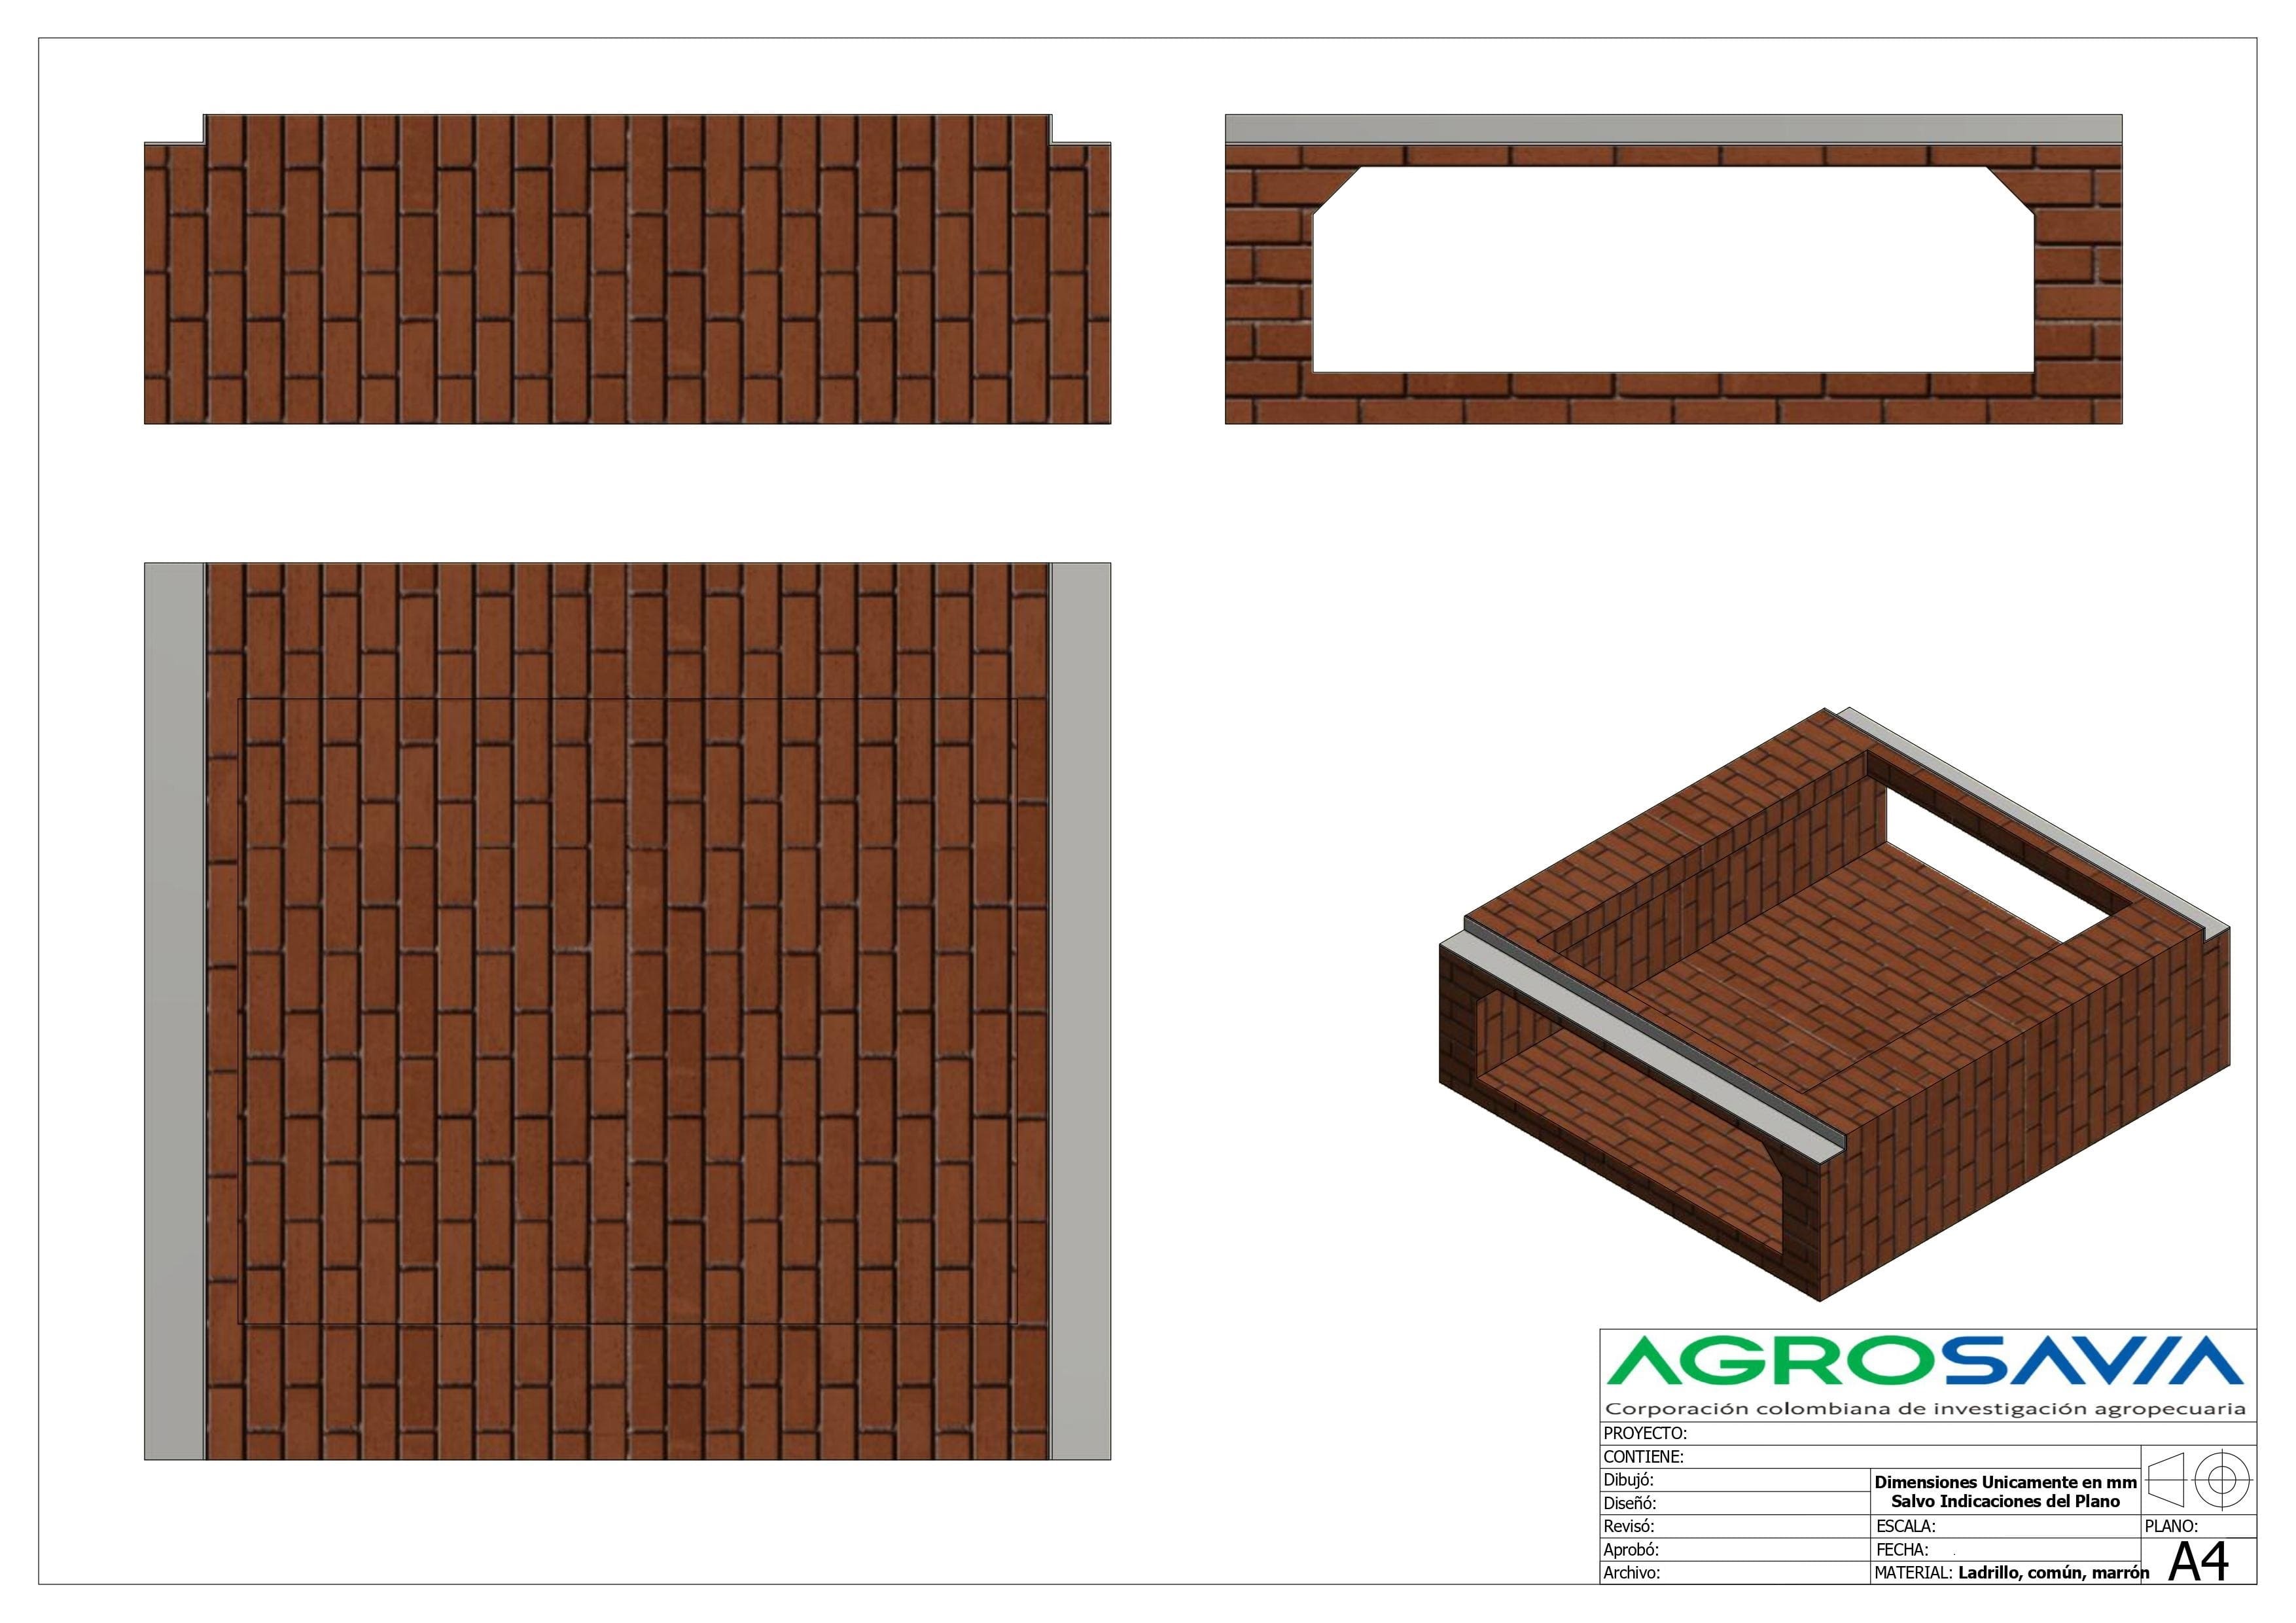 AGROSAVIA
Corporación colombiana de investigación agropecuaria
PROYECTO:
CONTIENE:
Dibujó:
Dimensiones Unicamente en mm
Salvo Indicaciones del Plano
Diseñó:
Revisó:
ESCALA:
PLANO:
Aprobó:
FECHA:
A4
Archivo:
MATERIAL: Ladrillo, común, marrón